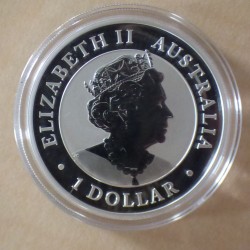 ELIZABETH II AUSTRALIA
• 1 DOLLAR •